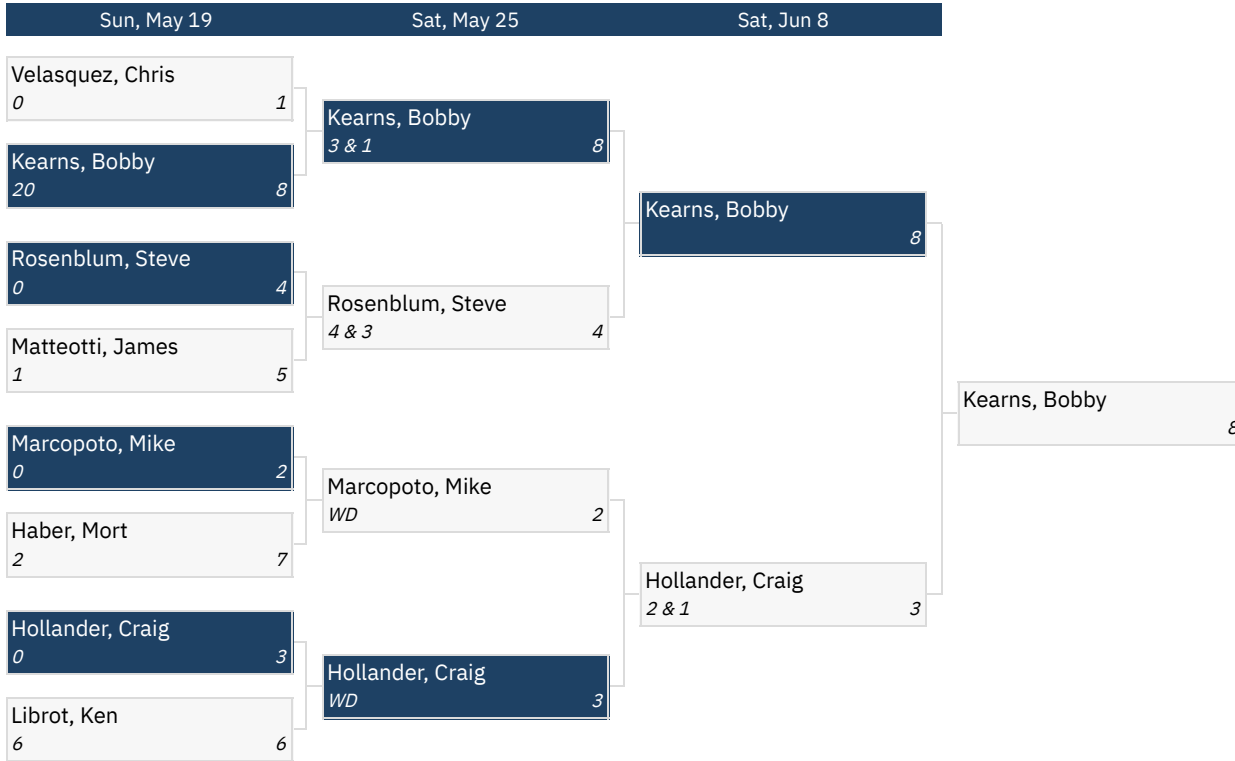 Sun, May 19
Sat, May 25
Sat, Jun 8
Velasquez, Chris
0 1
Kearns, Bobby
20 8
Rosenblum, Steve
0 4
Matteotti, James
1 5
Marcopoto, Mike
0 2
Haber, Mort
2 7
Hollander, Craig
0 3
Librot, Ken
6 6
Kearns, Bobby
3 & 1 8
Rosenblum, Steve
4 & 3 4
Marcopoto, Mike
WD 2
Hollander, Craig
WD 3
Kearns, Bobby
8
Hollander, Craig
2 & 1 3
Kearns, Bobby
8